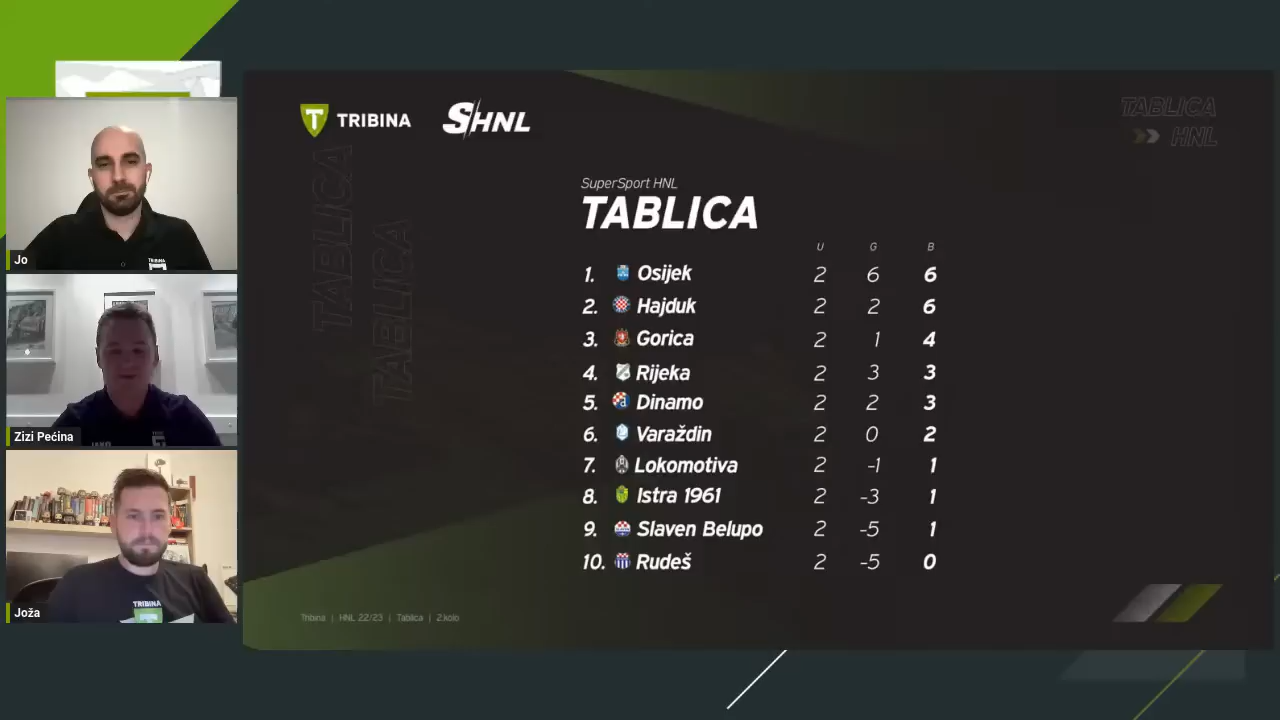 TRIBINA SHNL
TABLICA
HNL
TABLICA
TABLICA
SuperSport HNL
TABLICA
U G B
1. Osijek 2 6 6
2. Hajduk 2 2 6
3. Gorica 2 1 4
4. Rijeka 2 3 3
5. Dinamo 2 2 3
6. Varaždin 2 0 2
7. Lokomotiva 2 -1 1
8. Istra 1961 2 -3 1
9. Slaven Belupo 2 -5 1
10. Rudeš 2 -5 0
Tribina | HNL 22/23 | Tablica | 2.kolo
Jo
Zizi Pećina
TRIBINA
Joža